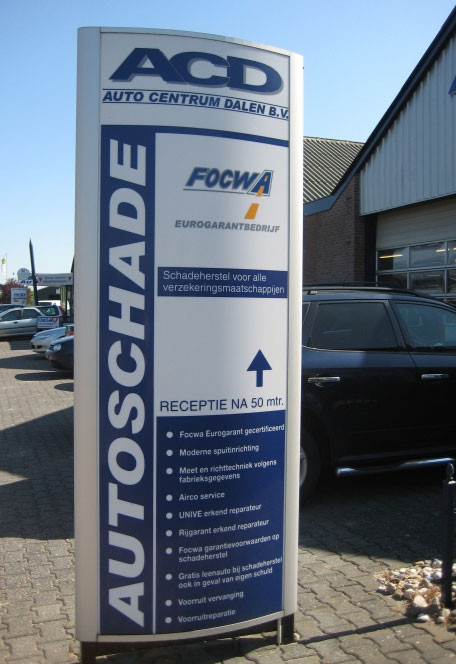 ACD
AUTO CENTRUM DALEN B.V.
AUTOSCHADE
FOCWA
EUROGARANTBEDRIJF
Schadeherstel voor alle
verzekeringsmaatschappijen
RECEPTIE NA 50 mtr.
Focwa Eurogarant gecertificeerd
Moderne spuitinrichting
Meet en richttechniek volgens
fabrieksgegevens
Airco service
UNIVE erkend reparateur
Rijgarant erkend reparateur
Focwa garantievoorwaarden op
schadeherstel
Gratis leenauto bij schadeherstel
ook in geval van eigen schuld
Voorruit vervanging
Voorruitreparatie